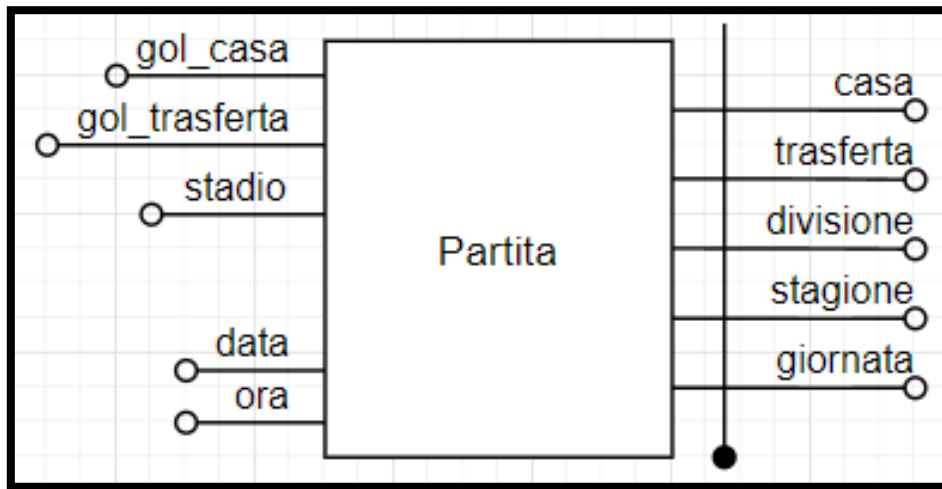 gol_casa
gol_trasferta
stadio
data
ora
Partita
casa
trasferta
divisione
stagione
giornata